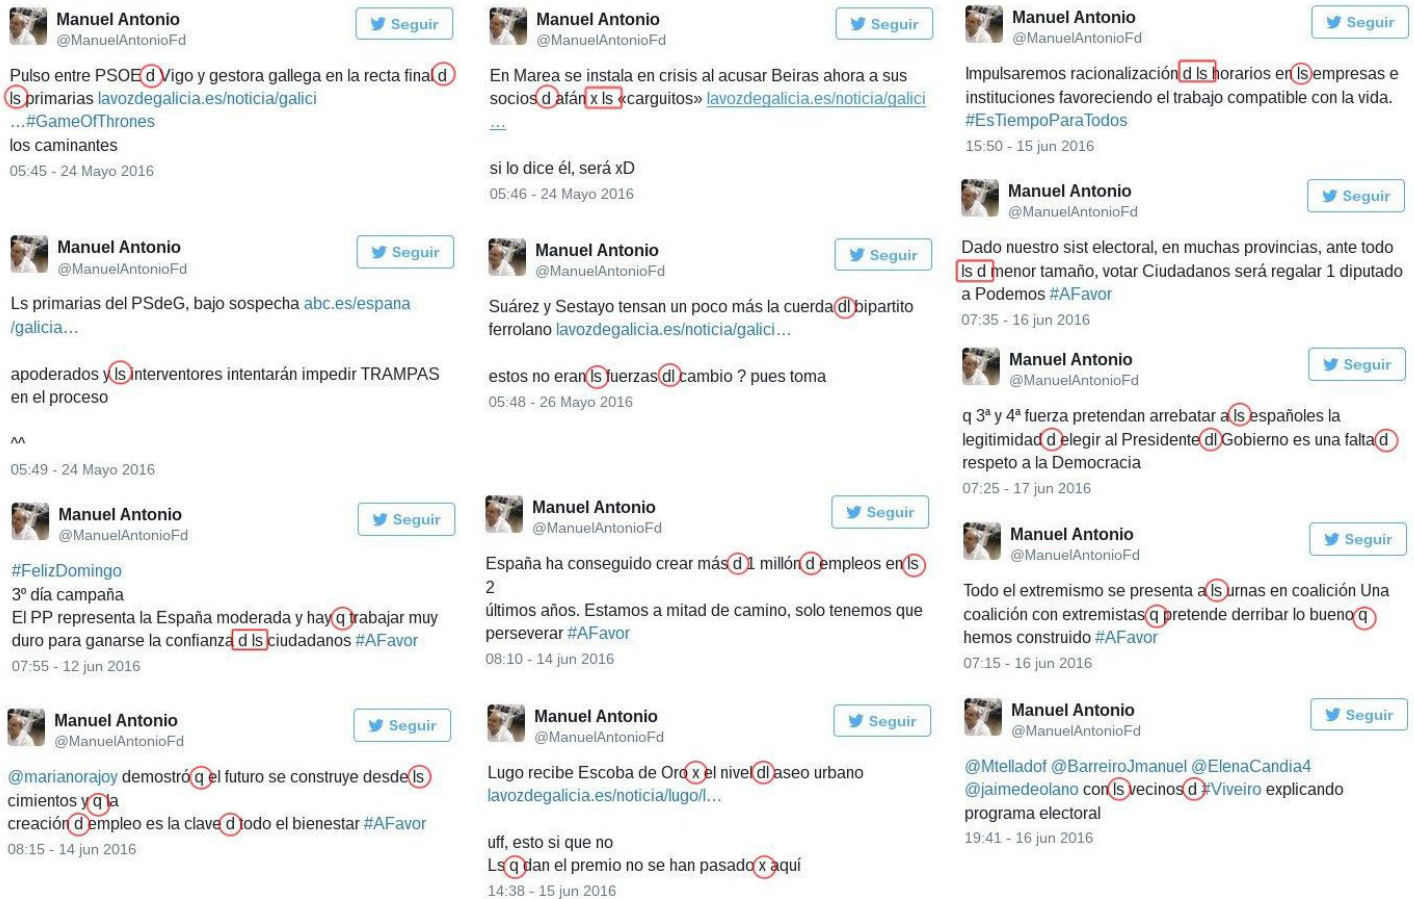 Manuel Antonio
@ManuelAntonioFd
Seguir
Pulso entre PSOE d Vigo y gestora gallega en la recta final d
ls primarias lavozdegalicia.es/noticia/galici
…#GameOfThrones
los caminantes
05:45 - 24 Mayo 2016
Manuel Antonio
@ManuelAntonioFd
Seguir
Ls primarias del PSdeG, bajo sospecha abc.es/espana
/galicia…
apoderados y ls interventores intentarán impedir TRAMPAS
en el proceso
^^
05:49 - 24 Mayo 2016
Manuel Antonio
@ManuelAntonioFd
Seguir
#FelizDomingo
3º día campaña
El PP representa la España moderada y hay q trabajar muy
duro para ganarse la confianza d ls ciudadanos #AFavor
07:55 - 12 jun 2016
Manuel Antonio
@ManuelAntonioFd
Seguir
@marianorajoy demostró q el futuro se construye desde ls
cimientos y q la
creación d empleo es la clave d todo el bienestar #AFavor
08:15 - 14 jun 2016
Manuel Antonio
@ManuelAntonioFd
Seguir
En Marea se instala en crisis al acusar Beiras ahora a sus
socios d afán x ls «carguitos» lavozdegalicia.es/noticia/galici
…
si lo dice él, será xD
05:46 - 24 Mayo 2016
Manuel Antonio
@ManuelAntonioFd
Seguir
Suárez y Sestayo tensan un poco más la cuerda dl bipartito
ferrolano lavozdegalicia.es/noticia/galici…
estos no eran ls fuerzas dl cambio ? pues toma
05:48 - 26 Mayo 2016
Manuel Antonio
@ManuelAntonioFd
Seguir
España ha conseguido crear más d 1 millón d empleos en ls
2
últimos años. Estamos a mitad de camino, solo tenemos que
perseverar #AFavor
08:10 - 14 jun 2016
Manuel Antonio
@ManuelAntonioFd
Seguir
Lugo recibe Escoba de Oro x el nivel dl aseo urbano
lavozdegalicia.es/noticia/lugo/l…
uff, esto si que no
Ls q dan el premio no se han pasado x aquí
14:38 - 15 jun 2016
Manuel Antonio
@ManuelAntonioFd
Seguir
Impulsaremos racionalización d ls horarios en ls empresas e
instituciones favoreciendo el trabajo compatible con la vida.
#EsTiempoParaTodos
15:50 - 15 jun 2016
Manuel Antonio
@ManuelAntonioFd
Seguir
Dado nuestro sist electoral, en muchas provincias, ante todo
ls d menor tamaño, votar Ciudadanos será regalar 1 diputado
a Podemos #AFavor
07:35 - 16 jun 2016
Manuel Antonio
@ManuelAntonioFd
Seguir
q 3ª y 4ª fuerza pretendan arrebatar a ls españoles la
legitimidad d elegir al Presidente dl Gobierno es una falta d
respeto a la Democracia
07:25 - 17 jun 2016
Manuel Antonio
@ManuelAntonioFd
Seguir
Todo el extremismo se presenta a ls urnas en coalición Una
coalición con extremistas q pretende derribar lo bueno q
hemos construido #AFavor
07:15 - 16 jun 2016
Manuel Antonio
@ManuelAntonioFd
Seguir
@Mtelladof @BarreiroJmanuel @ElenaCandia4
@jaimedeolano con ls vecinos d #Viveiro explicando
programa electoral
19:41 - 16 jun 2016